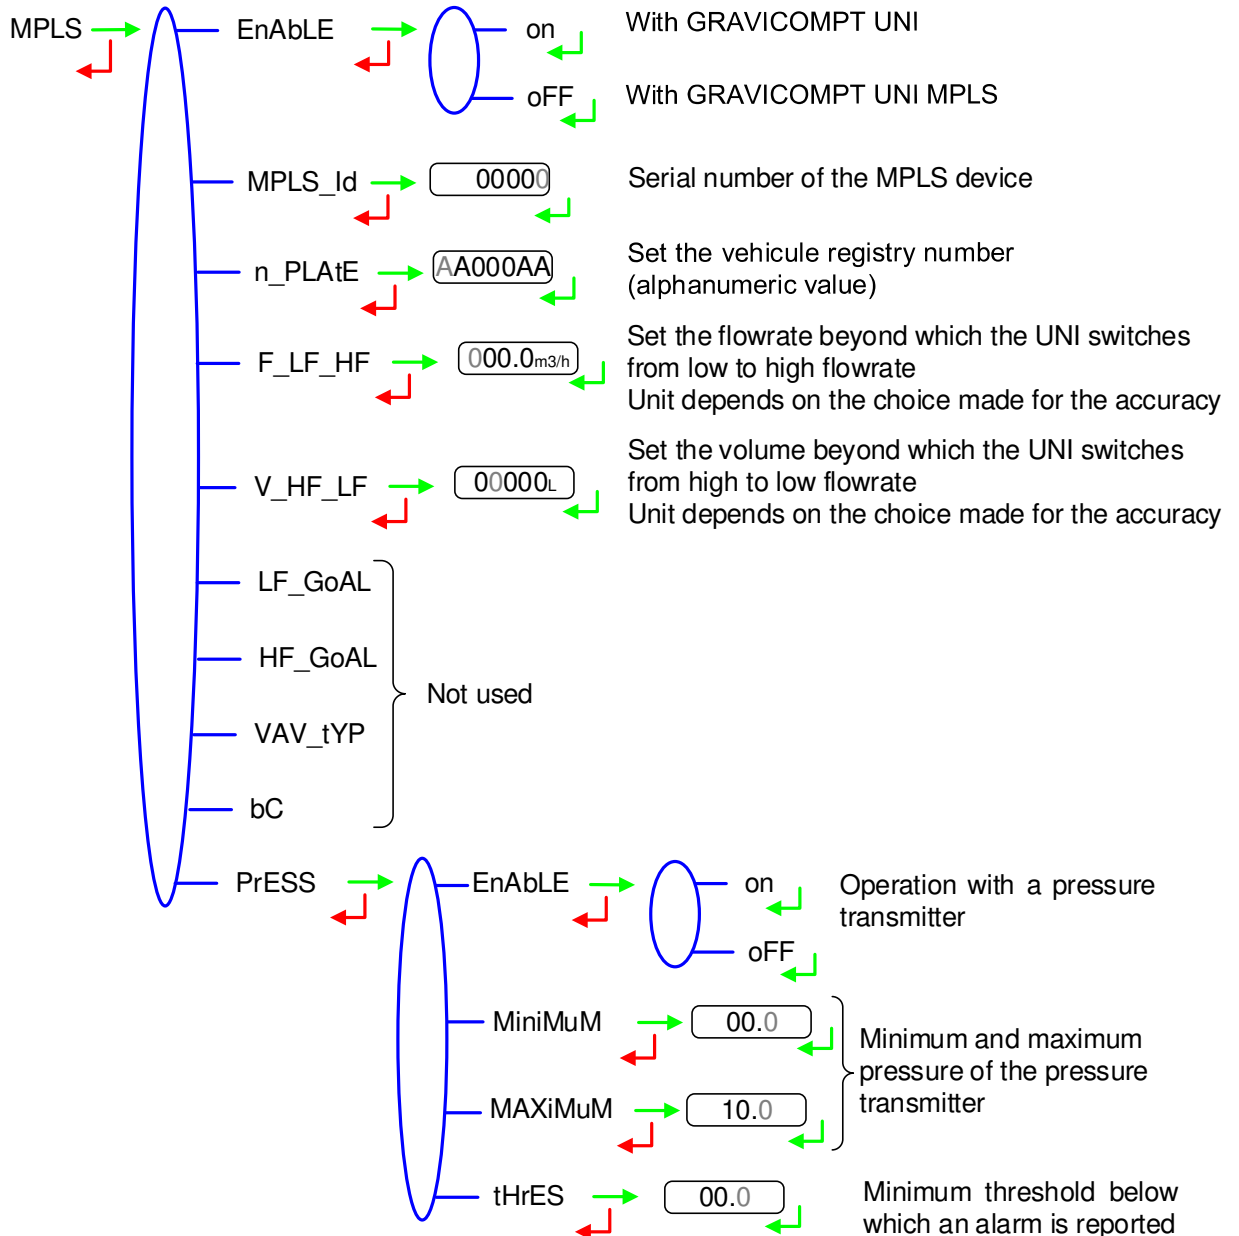 MPLS
EnAbLE
on
With GRAVICOMPT UNI
oFF
With GRAVICOMPT UNI MPLS
MPLS_Id
00000
Serial number of the MPLS device
n_PLAtE
AA000AA
Set the vehicule registry number
(alphanumeric value)
F_LF_HF
000.0m3/h
Set the flowrate beyond which the UNI switches
from low to high flowrate
Unit depends on the choice made for the accuracy
V_HF_LF
00000L
Set the volume beyond which the UNI switches
from high to low flowrate
Unit depends on the choice made for the accuracy
LF_GoAL
HF_GoAL
Not used
VAV_tYP
bC
PrESS
EnAbLE
on
Operation with a pressure
transmitter
oFF
MiniMuM
00.0
Minimum and maximum
pressure of the pressure
transmitter
MAXiMuM
10.0
tHrES
00.0
Minimum threshold below
which an alarm is reported